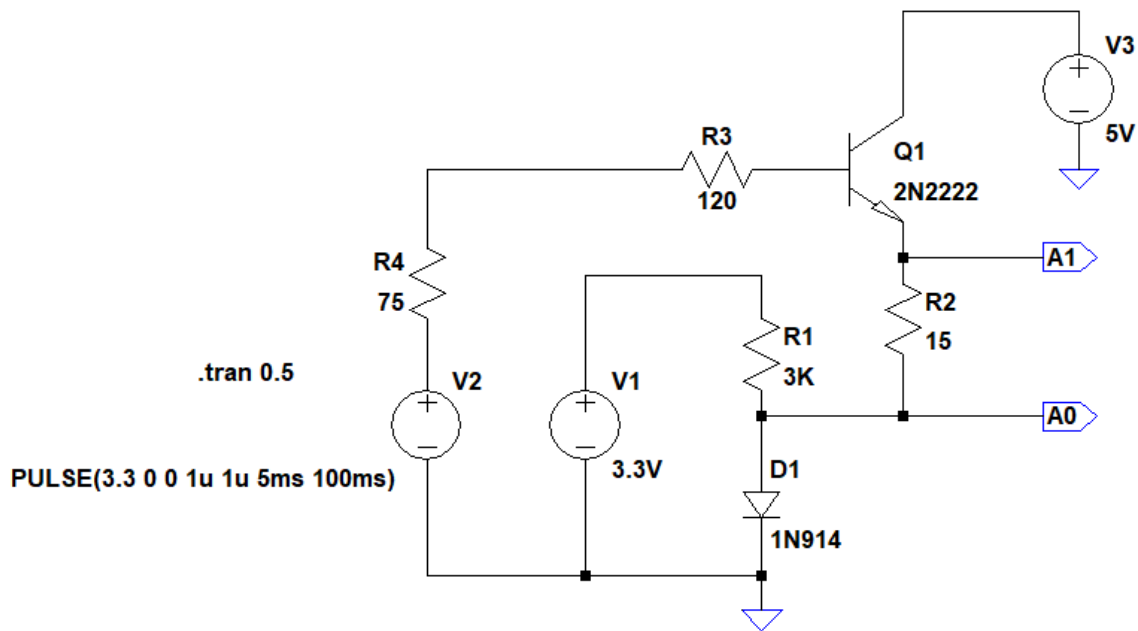 V3
5V
R3
120
Q1
2N2222
A1
R4
75
R2
15
R1
3K
.tran 0.5
V2
V1
A0
3.3V
D1
PULSE(3.3 0 0 1u 1u 5ms 100ms)
1N914